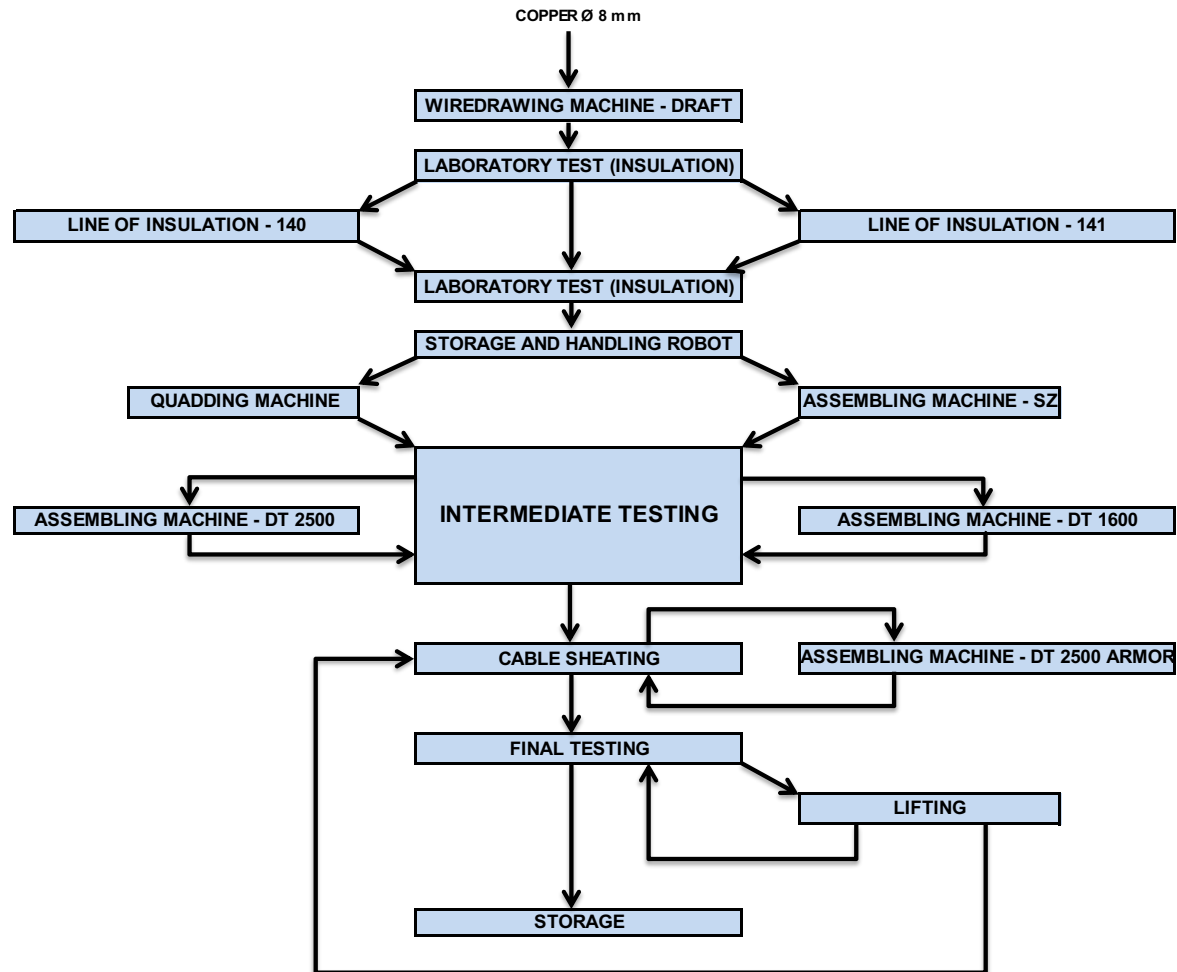 COPPER Ø 8 mm
WIREDRAWING MACHINE - DRAFT
LABORATORY TEST (INSULATION)
LINE OF INSULATION - 140
LINE OF INSULATION - 141
LABORATORY TEST (INSULATION)
STORAGE AND HANDLING ROBOT
QUADDING MACHINE
ASSEMBLING MACHINE - SZ
INTERMEDIATE TESTING
ASSEMBLING MACHINE - DT 2500
ASSEMBLING MACHINE - DT 1600
CABLE SHEATING
ASSEMBLING MACHINE - DT 2500 ARMOR
FINAL TESTING
LIFTING
STORAGE